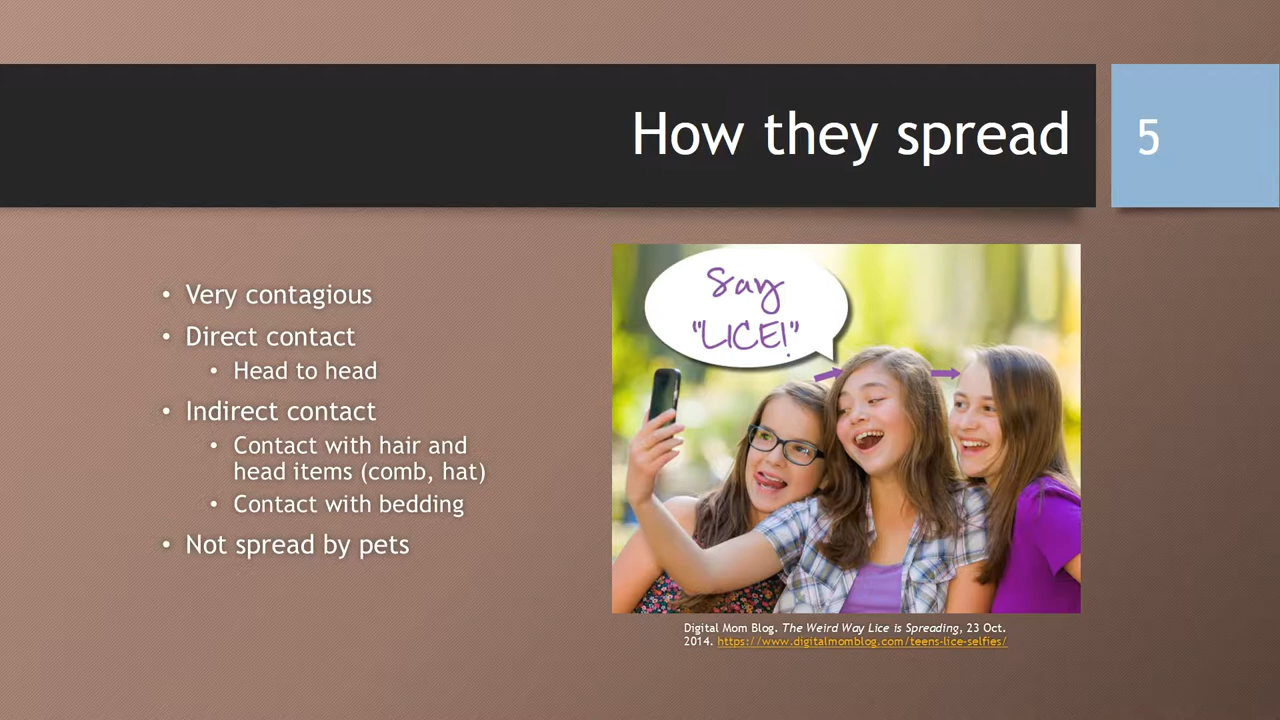 How they spread
5
• Very contagious
• Direct contact
• Head to head
• Indirect contact
• Contact with hair and
head items (comb, hat)
• Contact with bedding
• Not spread by pets
Say
"LICE!"
Digital Mom Blog. The Weird Way Lice is Spreading, 23 Oct.
2014. https://www.digitalmomblog.com/teens-lice-selfies/